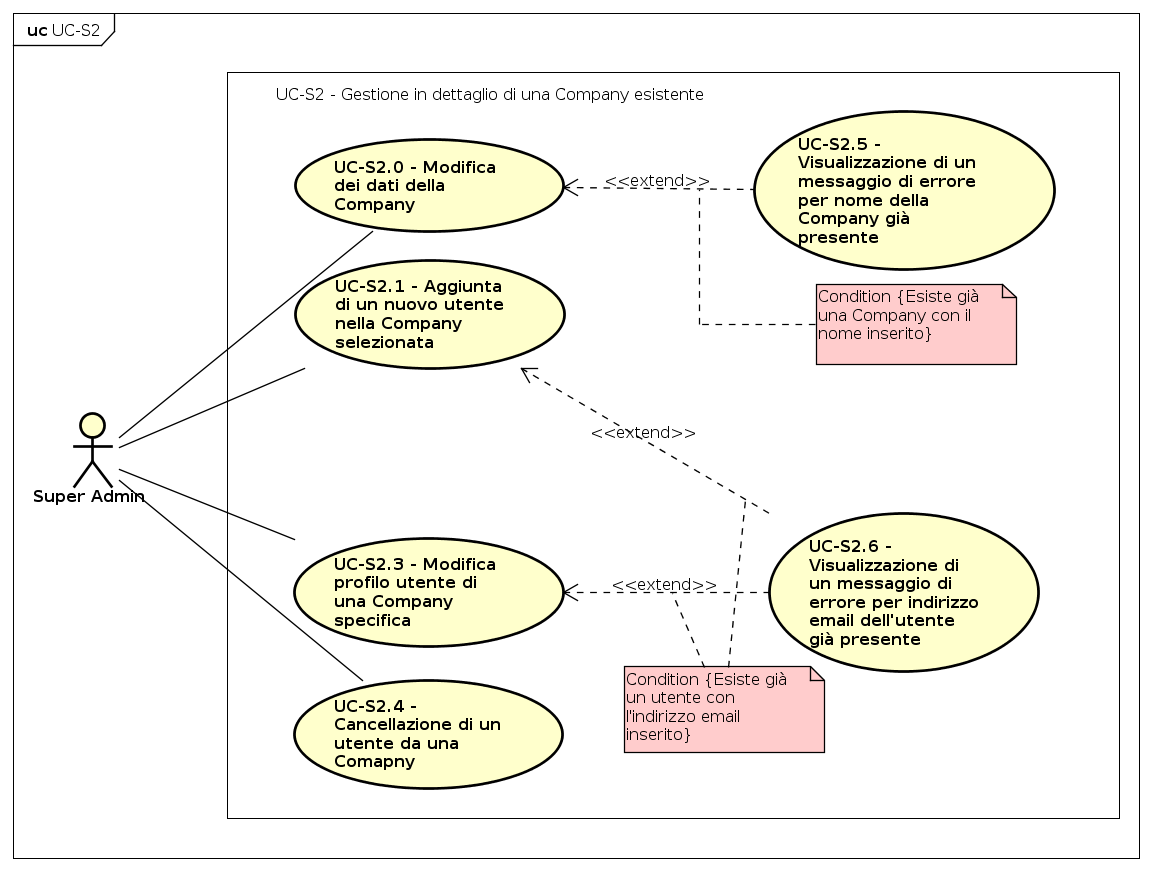 uc UC-S2
UC-S2 - Gestione in dettaglio di una Company esistente
UC-S2.0 - Modifica
dei dati della
Company
<<extend>>
UC-S2.5 -
Visualizzazione di un
messaggio di errore
per nome della
Company già
presente
UC-S2.1 - Aggiunta
di un nuovo utente
nella Company
selezionata
Condition {Esiste già
una Company con il
nome inserito}
<<extend>>
Super Admin
UC-S2.3 - Modifica
profilo utente di
una Company
specifica
<<extend>>
UC-S2.6 -
Visualizzazione di
un messaggio di
errore per indirizzo
email dell'utente
già presente
Condition {Esiste già
un utente con
l'indirizzo email
inserito}
UC-S2.4 -
Cancellazione di un
utente da una
Comapny